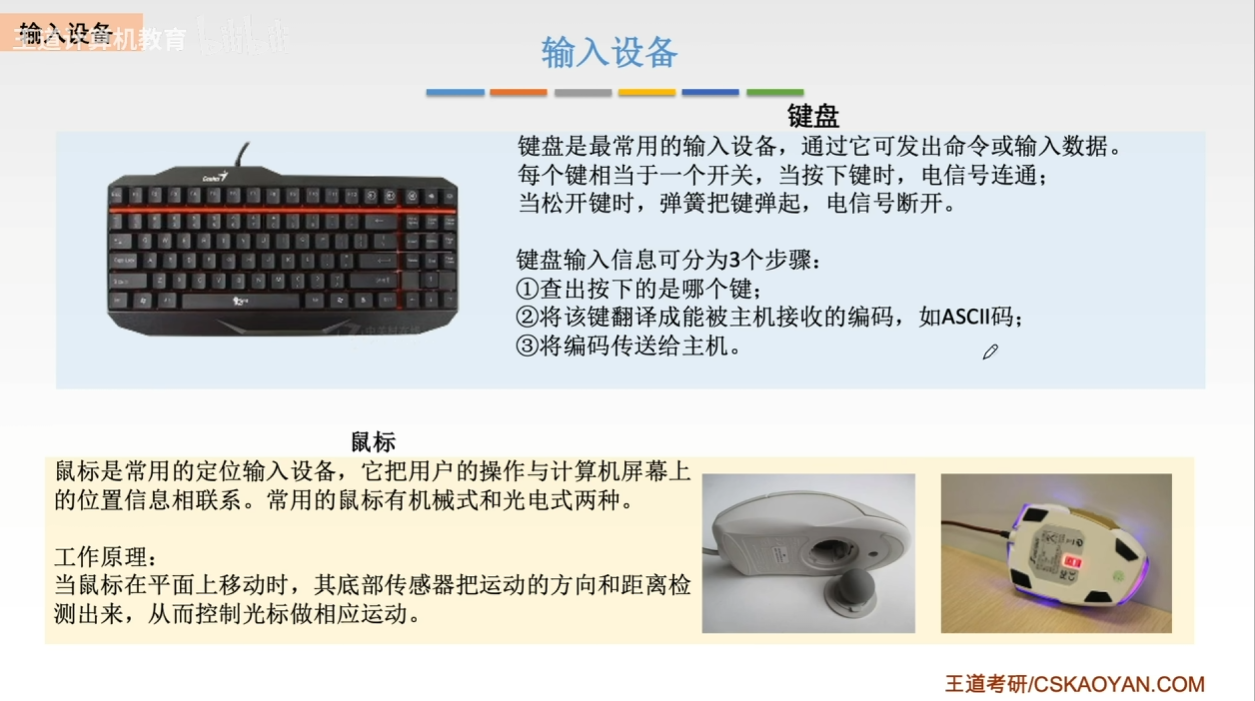 输入设备
王道计算机教育
输入设备
键盘
键盘是最常用的输入设备，通过它可发出命令或输入数据。
每个键相当于一个开关，当按下键时，电信号连通；
当松开键时，弹簧把键弹起，电信号断开。
键盘输入信息可分为3个步骤：
①查出按下的是哪个键；
②将该键翻译成能被主机接收的编码，如ASCII码；
③将编码传送给主机。
鼠标
鼠标是常用的定位输入设备，它把用户的操作与计算机屏幕上
的位置信息相联系。常用的鼠标有机械式和光电式两种。
工作原理：
当鼠标在平面上移动时，其底部传感器把运动的方向和距离检
测出来，从而控制光标做相应运动。
王道考研/CSKAOYAN.COM